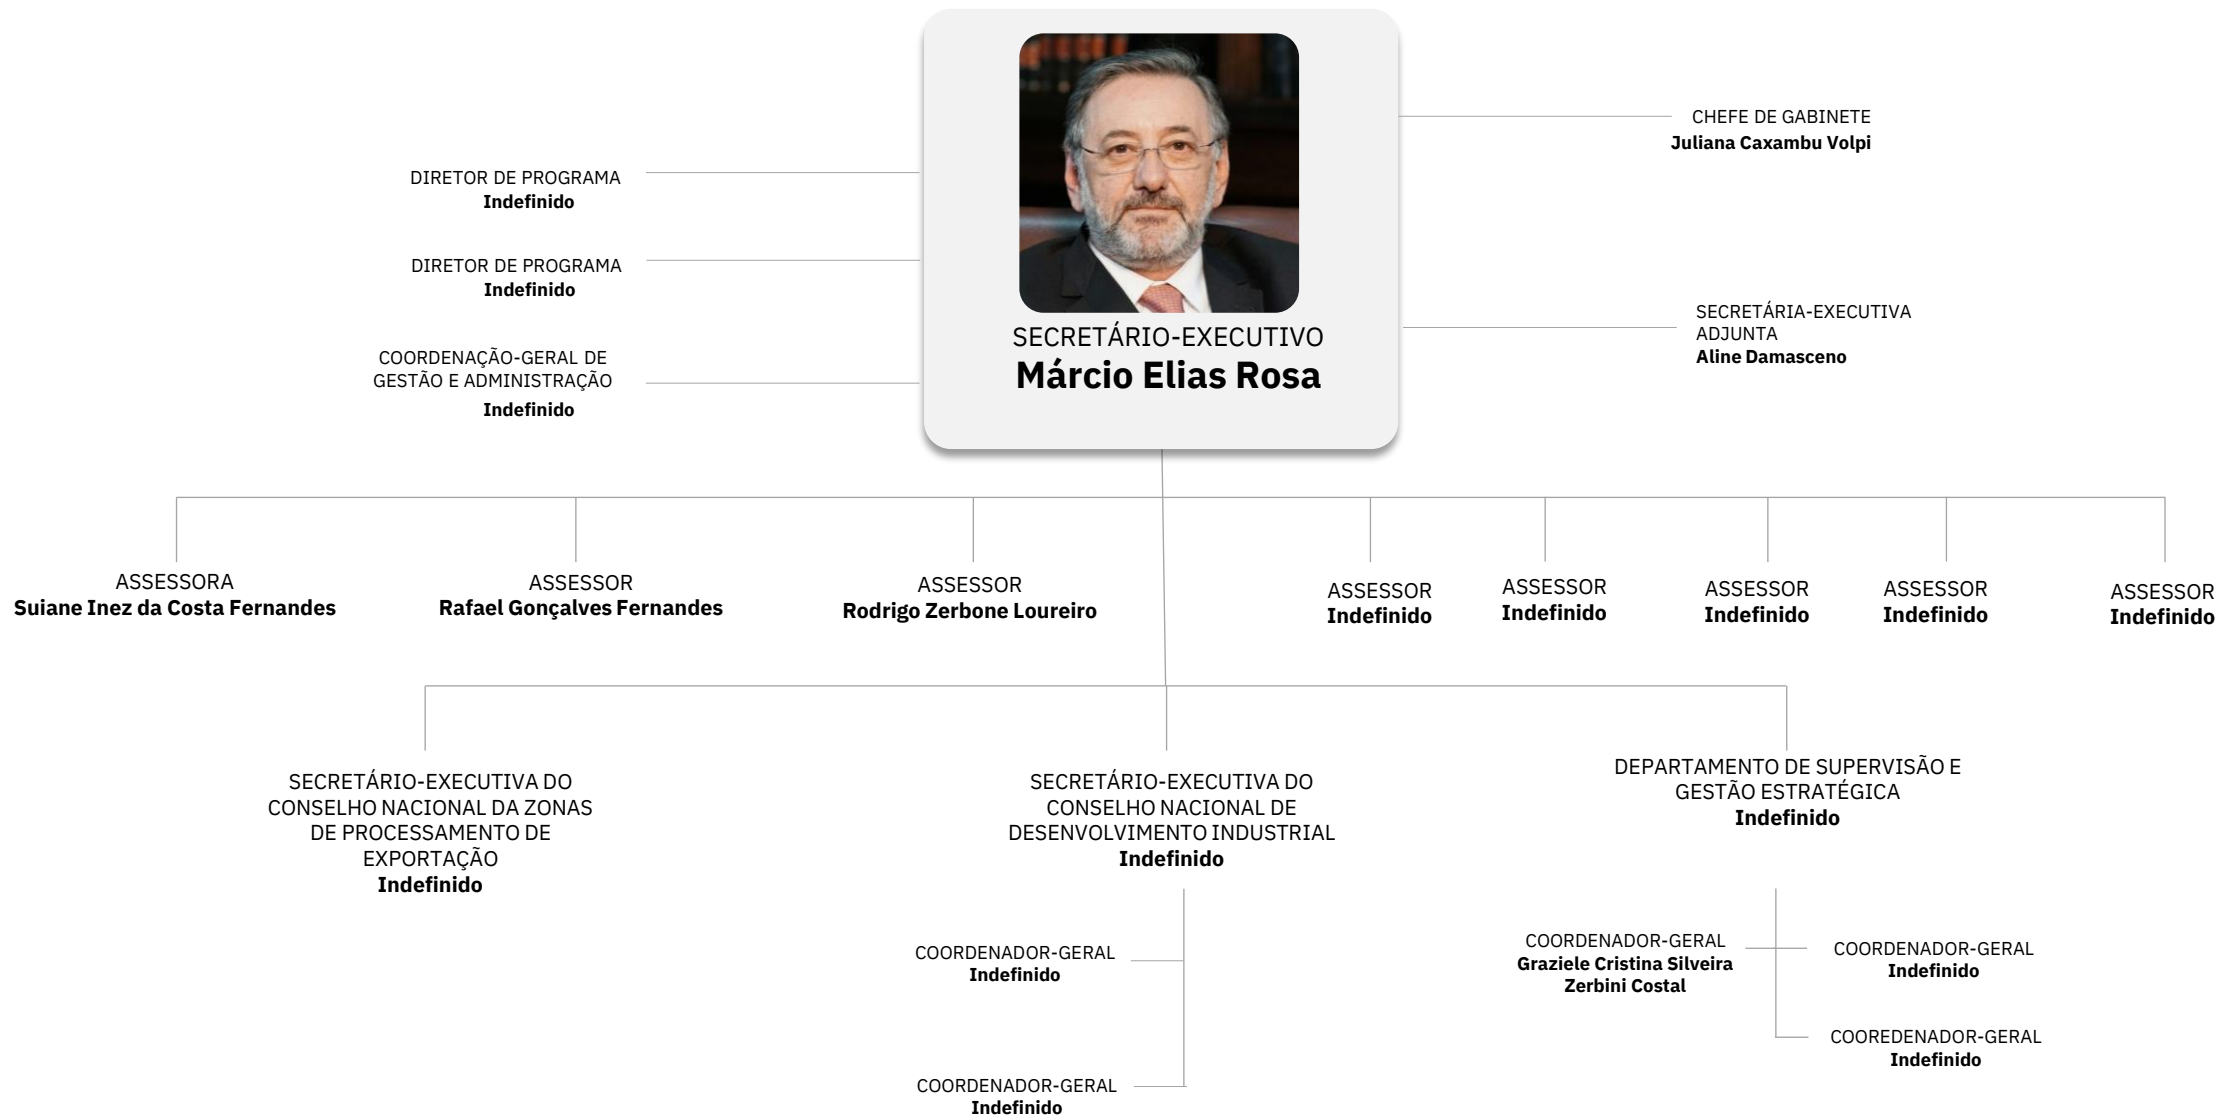 SECRETÁRIO-EXECUTIVO
Márcio Elias Rosa
CHEFE DE GABINETE
Juliana Caxambu Volpi
SECRETÁRIA-EXECUTIVA
ADJUNTA
Aline Damasceno
DIRETOR DE PROGRAMA
Indefinido
DIRETOR DE PROGRAMA
Indefinido
COORDENAÇÃO-GERAL DE
GESTÃO E ADMINISTRAÇÃO
Indefinido
ASSESSORA
Suiane Inez da Costa Fernandes
ASSESSOR
Rafael Gonçalves Fernandes
ASSESSOR
Rodrigo Zerbone Loureiro
ASSESSOR
Indefinido
ASSESSOR
Indefinido
ASSESSOR
Indefinido
ASSESSOR
Indefinido
ASSESSOR
Indefinido
SECRETÁRIO-EXECUTIVA DO
CONSELHO NACIONAL DA ZONAS
DE PROCESSAMENTO DE
EXPORTAÇÃO
Indefinido
SECRETÁRIO-EXECUTIVA DO
CONSELHO NACIONAL DE
DESENVOLVIMENTO INDUSTRIAL
Indefinido
COORDENADOR-GERAL
Indefinido
COORDENADOR-GERAL
Indefinido
DEPARTAMENTO DE SUPERVISÃO E
GESTÃO ESTRATÉGICA
Indefinido
COORDENADOR-GERAL
Graziele Cristina Silveira
Zerbini Costal
COORDENADOR-GERAL
Indefinido
COOREDENADOR-GERAL
Indefinido